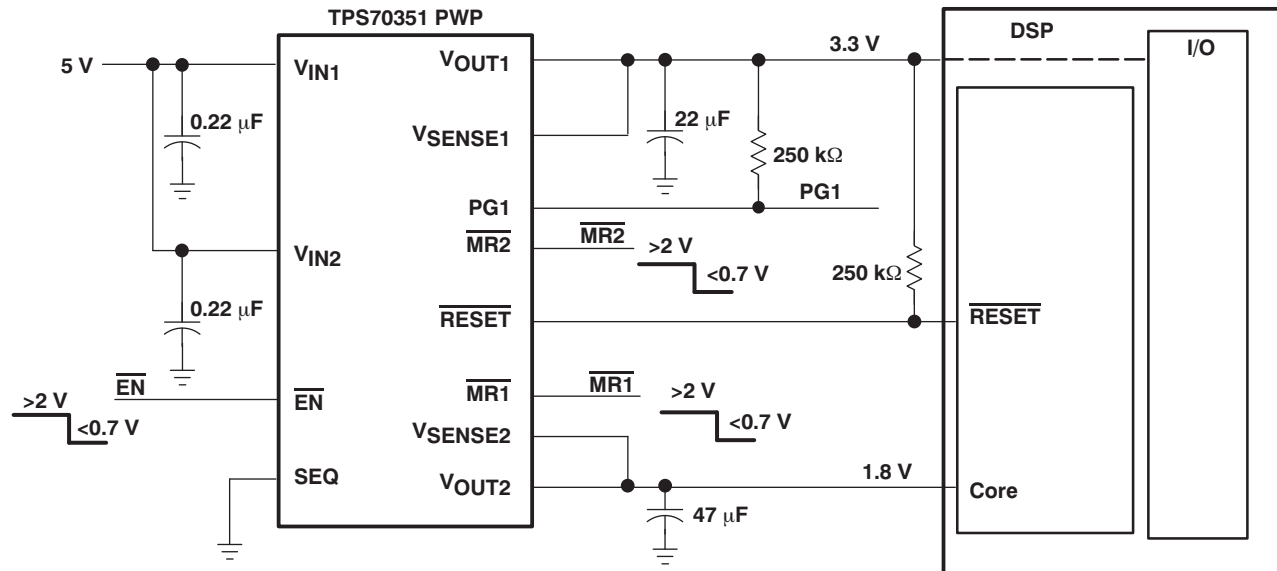 TPS70351 PWP
5 V
0.22 μF
0.22 μF
EN
>2 V
<0.7 V
VIN1
VIN2
EN
SEQ
VOUT1
VSENSE1
PG1
MR2
RESET
MR1
VSENSE2
VOUT2
3.3 V
22 μF
250 kΩ
PG1
MR2
>2 V
<0.7 V
250 kΩ
MR1
>2 V
<0.7 V
1.8 V
47 μF
DSP
I/O
RESET
Core